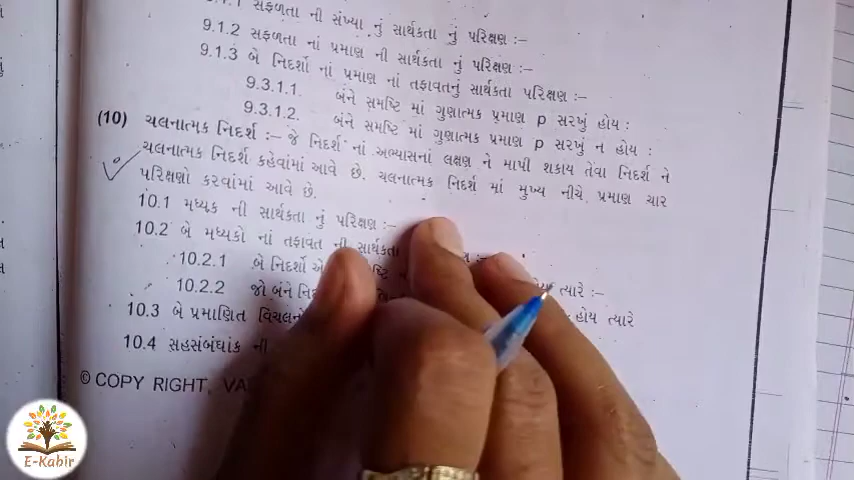 સફળતા ની સંખ્યા નું સાર્થકતા નું પરિક્ષણ :–
9.1.2 સફળતા નાં પ્રમાણ ની સાર્થકતા નું પરિક્ષણ :–
9.1.3 બે નિદર્શો નાં પ્રમાણ નાં તફાવતનું સાર્થકતા પરિક્ષણ :–
9.3.1.1. બંને સમષ્ટિ માં ગુણાત્મક પ્રમાણ p સરખું હોય :
9.3.1.2. બંને સમષ્ટિ માં ગુણાત્મક પ્રમાણ p સરખું ન હોય :
(10) ચલનાત્મક નિદર્શ :– જે નિદર્શ નાં અભ્યાસનાં લક્ષણ ને માપી શકાય તેવા નિદર્શ ને
ચલનાત્મક નિદર્શ કહેવાંમાં આવે છે. ચલનાત્મક નિદર્શ માં મુખ્ય નીચે પ્રમાણ ચાર
પરિક્ષણો કરવાંમાં આવે છે.
10.1 મધ્યક ની સાર્થકતા નું પરિક્ષણ :–
10.2 બે મધ્યકો નાં તફાવત ની સાર્થકતા
10.2.1 બે નિદર્શો ત્યારે :–
10.2.2 જો બંને હોય ત્યારે
10.3 બે પ્રમાણિત
10.4 સહસંબંધાંક ની
© COPY RIGHT,
E-Kabir